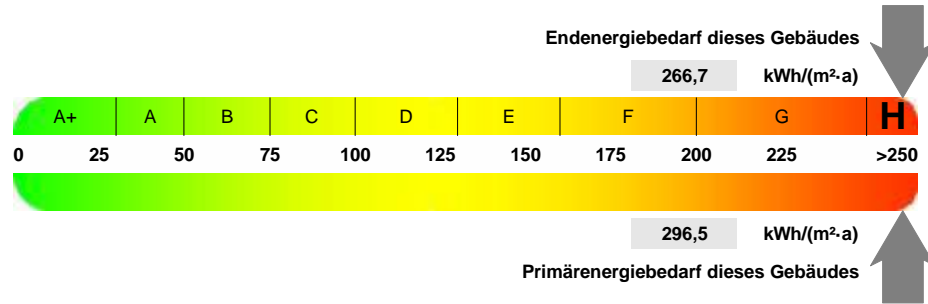 Endenergiebedarf dieses Gebäudes
266,7 kWh/(m²·a)
A+ A B C D E F G H
0 25 50 75 100 125 150 175 200 225 >250
296,5 kWh/(m²·a)
Primärenergiebedarf dieses Gebäudes